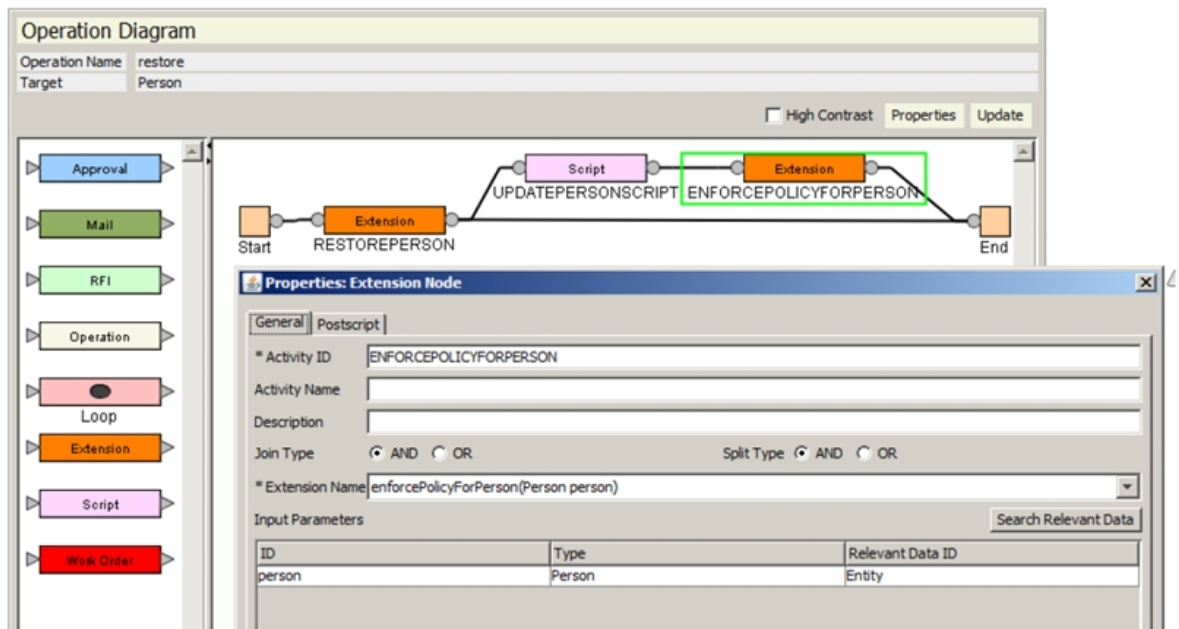 Operation Diagram
Operation Name restore
Target Person
High Contrast Properties Update
Approval
Mail
RFI
Operation
Loop
Extension
Script
Work Order
Script Extension
UPDATEPERSONSCRIPT ENFORCEPOLICYFORPERSON
Extension
Start RESTOREPERSON End
Properties: Extension Node
General Postscript
* Activity ID ENFORCEPOLICYFORPERSON
Activity Name
Description
Join Type AND OR Split Type AND OR
* Extension Name enforcePolicyForPerson(Person person)
Input Parameters Search Relevant Data
ID Type Relevant Data ID
person Person Entity